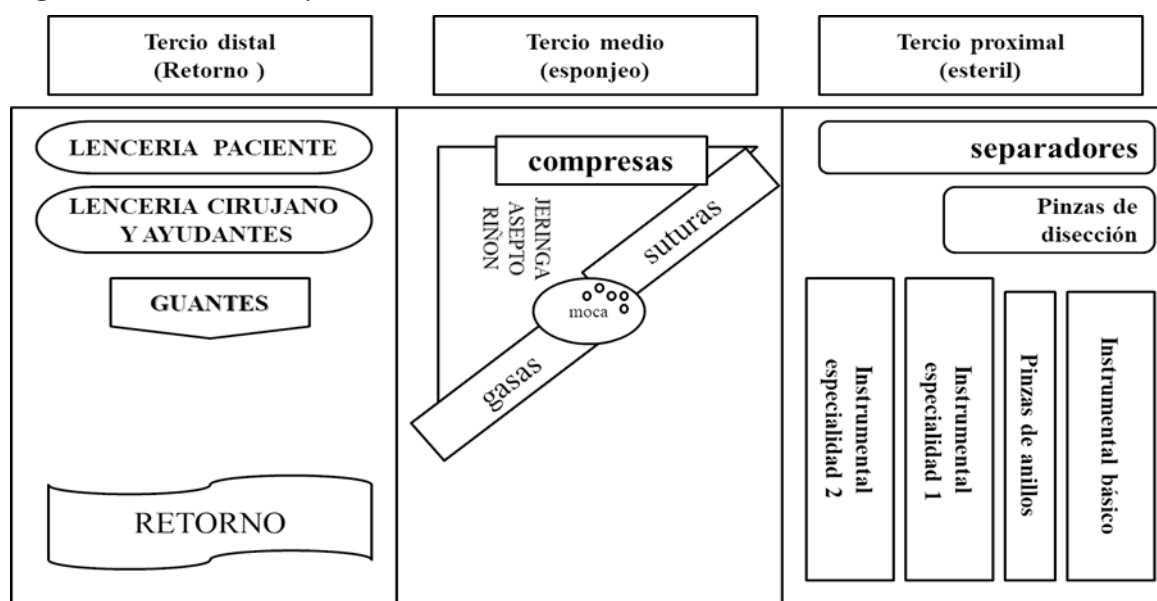 Tercio distal
(Retorno )
Tercio medio
(esponjeo)
Tercio proximal
(esteril)
LENCERIA PACIENTE
LENCERIA CIRUJANO
Y AYUDANTES
GUANTES
RETORNO
compresas
JERINGA
ASEPTO
RIÑON
suturas
moca
gasas
separadores
Pinzas de
disección
Instrumental
especialidad 2
Instrumental
especialidad 1
Pinzas de anillos
Instrumental básico